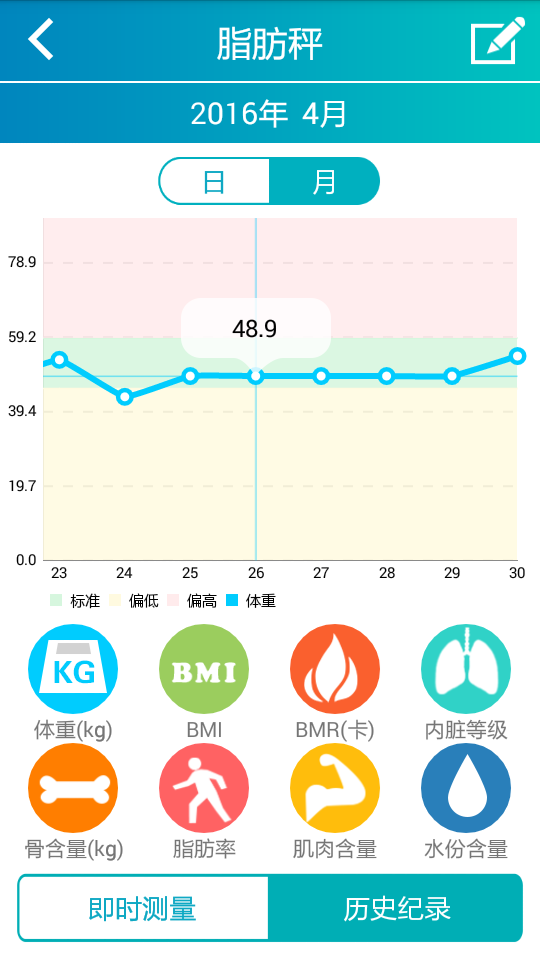 脂肪秤
2016年 4月
日 月
78.9
59.2
48.9
39.4
19.7
0.0
23 24 25 26 27 28 29 30
标准 偏低 偏高 体重
KG BMI
体重(kg) BMI BMR(卡) 内脏等级
骨含量(kg) 脂肪率 肌肉含量 水份含量
即时测量 历史纪录